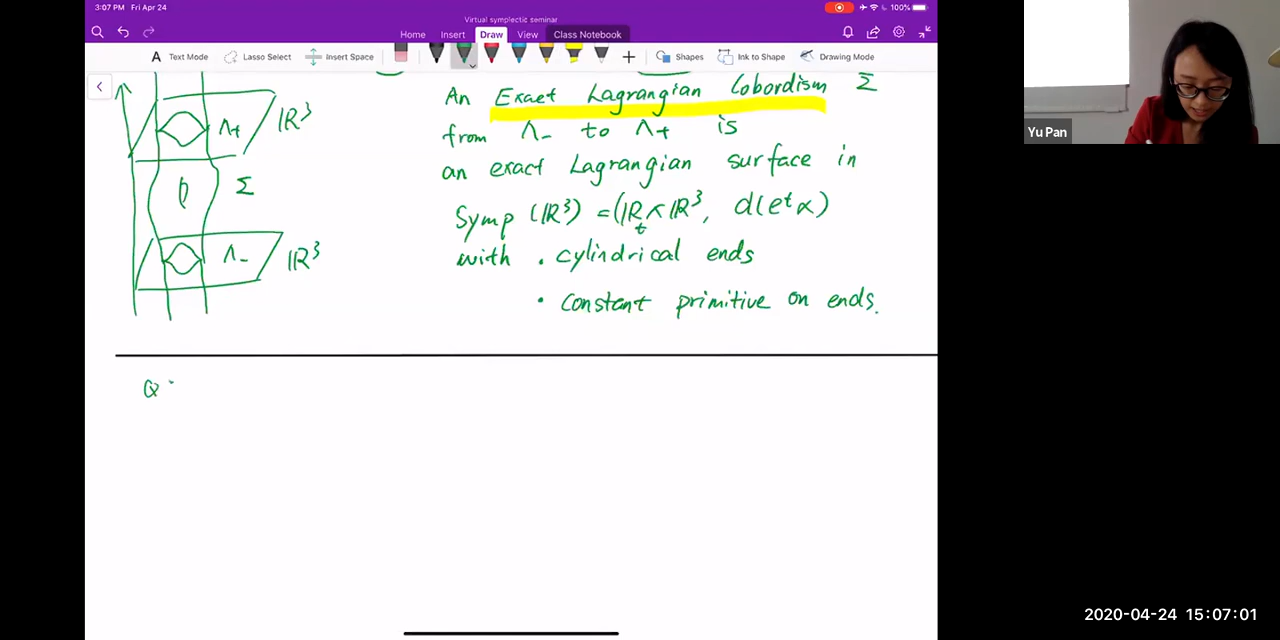 3:07 PM Fri Apr 24
100%
Virtual symplectic seminar
Home Insert Draw View Class Notebook
Text Mode Lasso Select Insert Space Shapes Ink to Shape Drawing Mode
An Exact Lagrangian Cobordism Σ
from Λ- to Λ+ is
an exact Lagrangian surface in
Symp (ℝ³) = (ℝₜ × ℝ³, d(eᵗα)
with · cylindrical ends
· constant primitive on ends.
Λ+ ℝ³
Σ
Λ- ℝ³
Q:
Yu Pan
2020-04-24 15:07:01